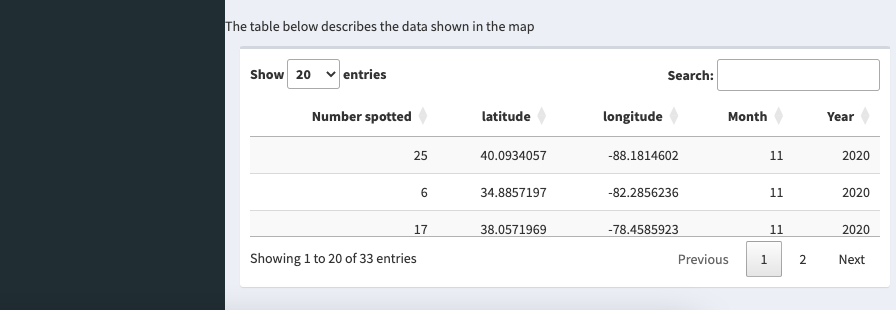 The table below describes the data shown in the map
Show 20 entries Search:
Number spotted latitude longitude Month Year
25 40.0934057 -88.1814602 11 2020
6 34.8857197 -82.2856236 11 2020
17 38.0571969 -78.4585923 11 2020
Showing 1 to 20 of 33 entries Previous 1 2 Next